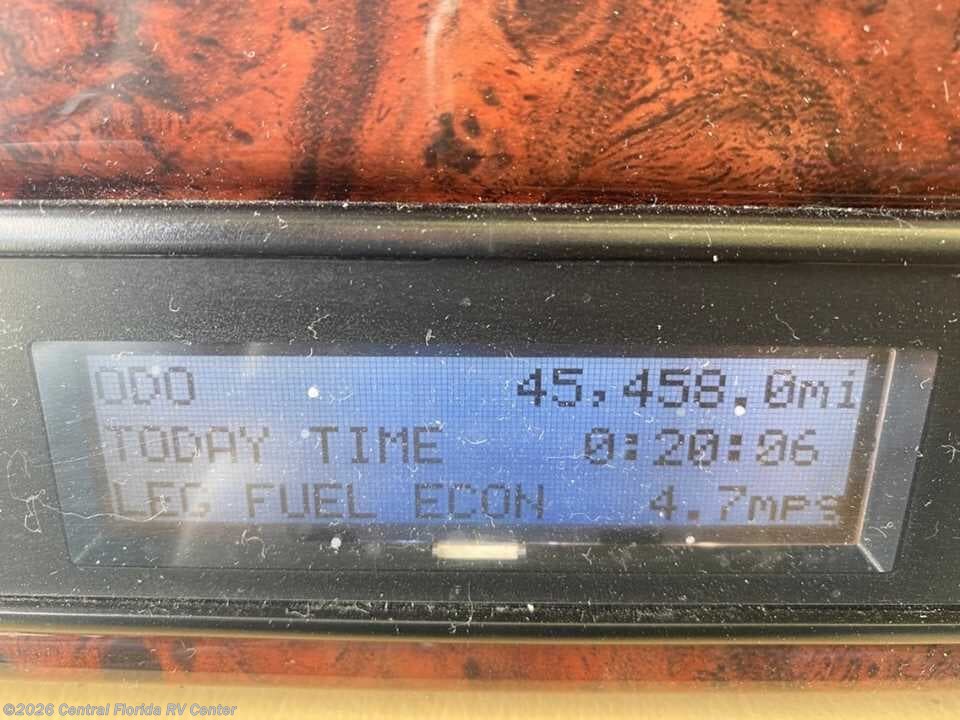 ODO 45,458.0mi
TODAY TIME 0:20:06
LEG FUEL ECON 4.7mpg
©2026 Central Florida RV Center